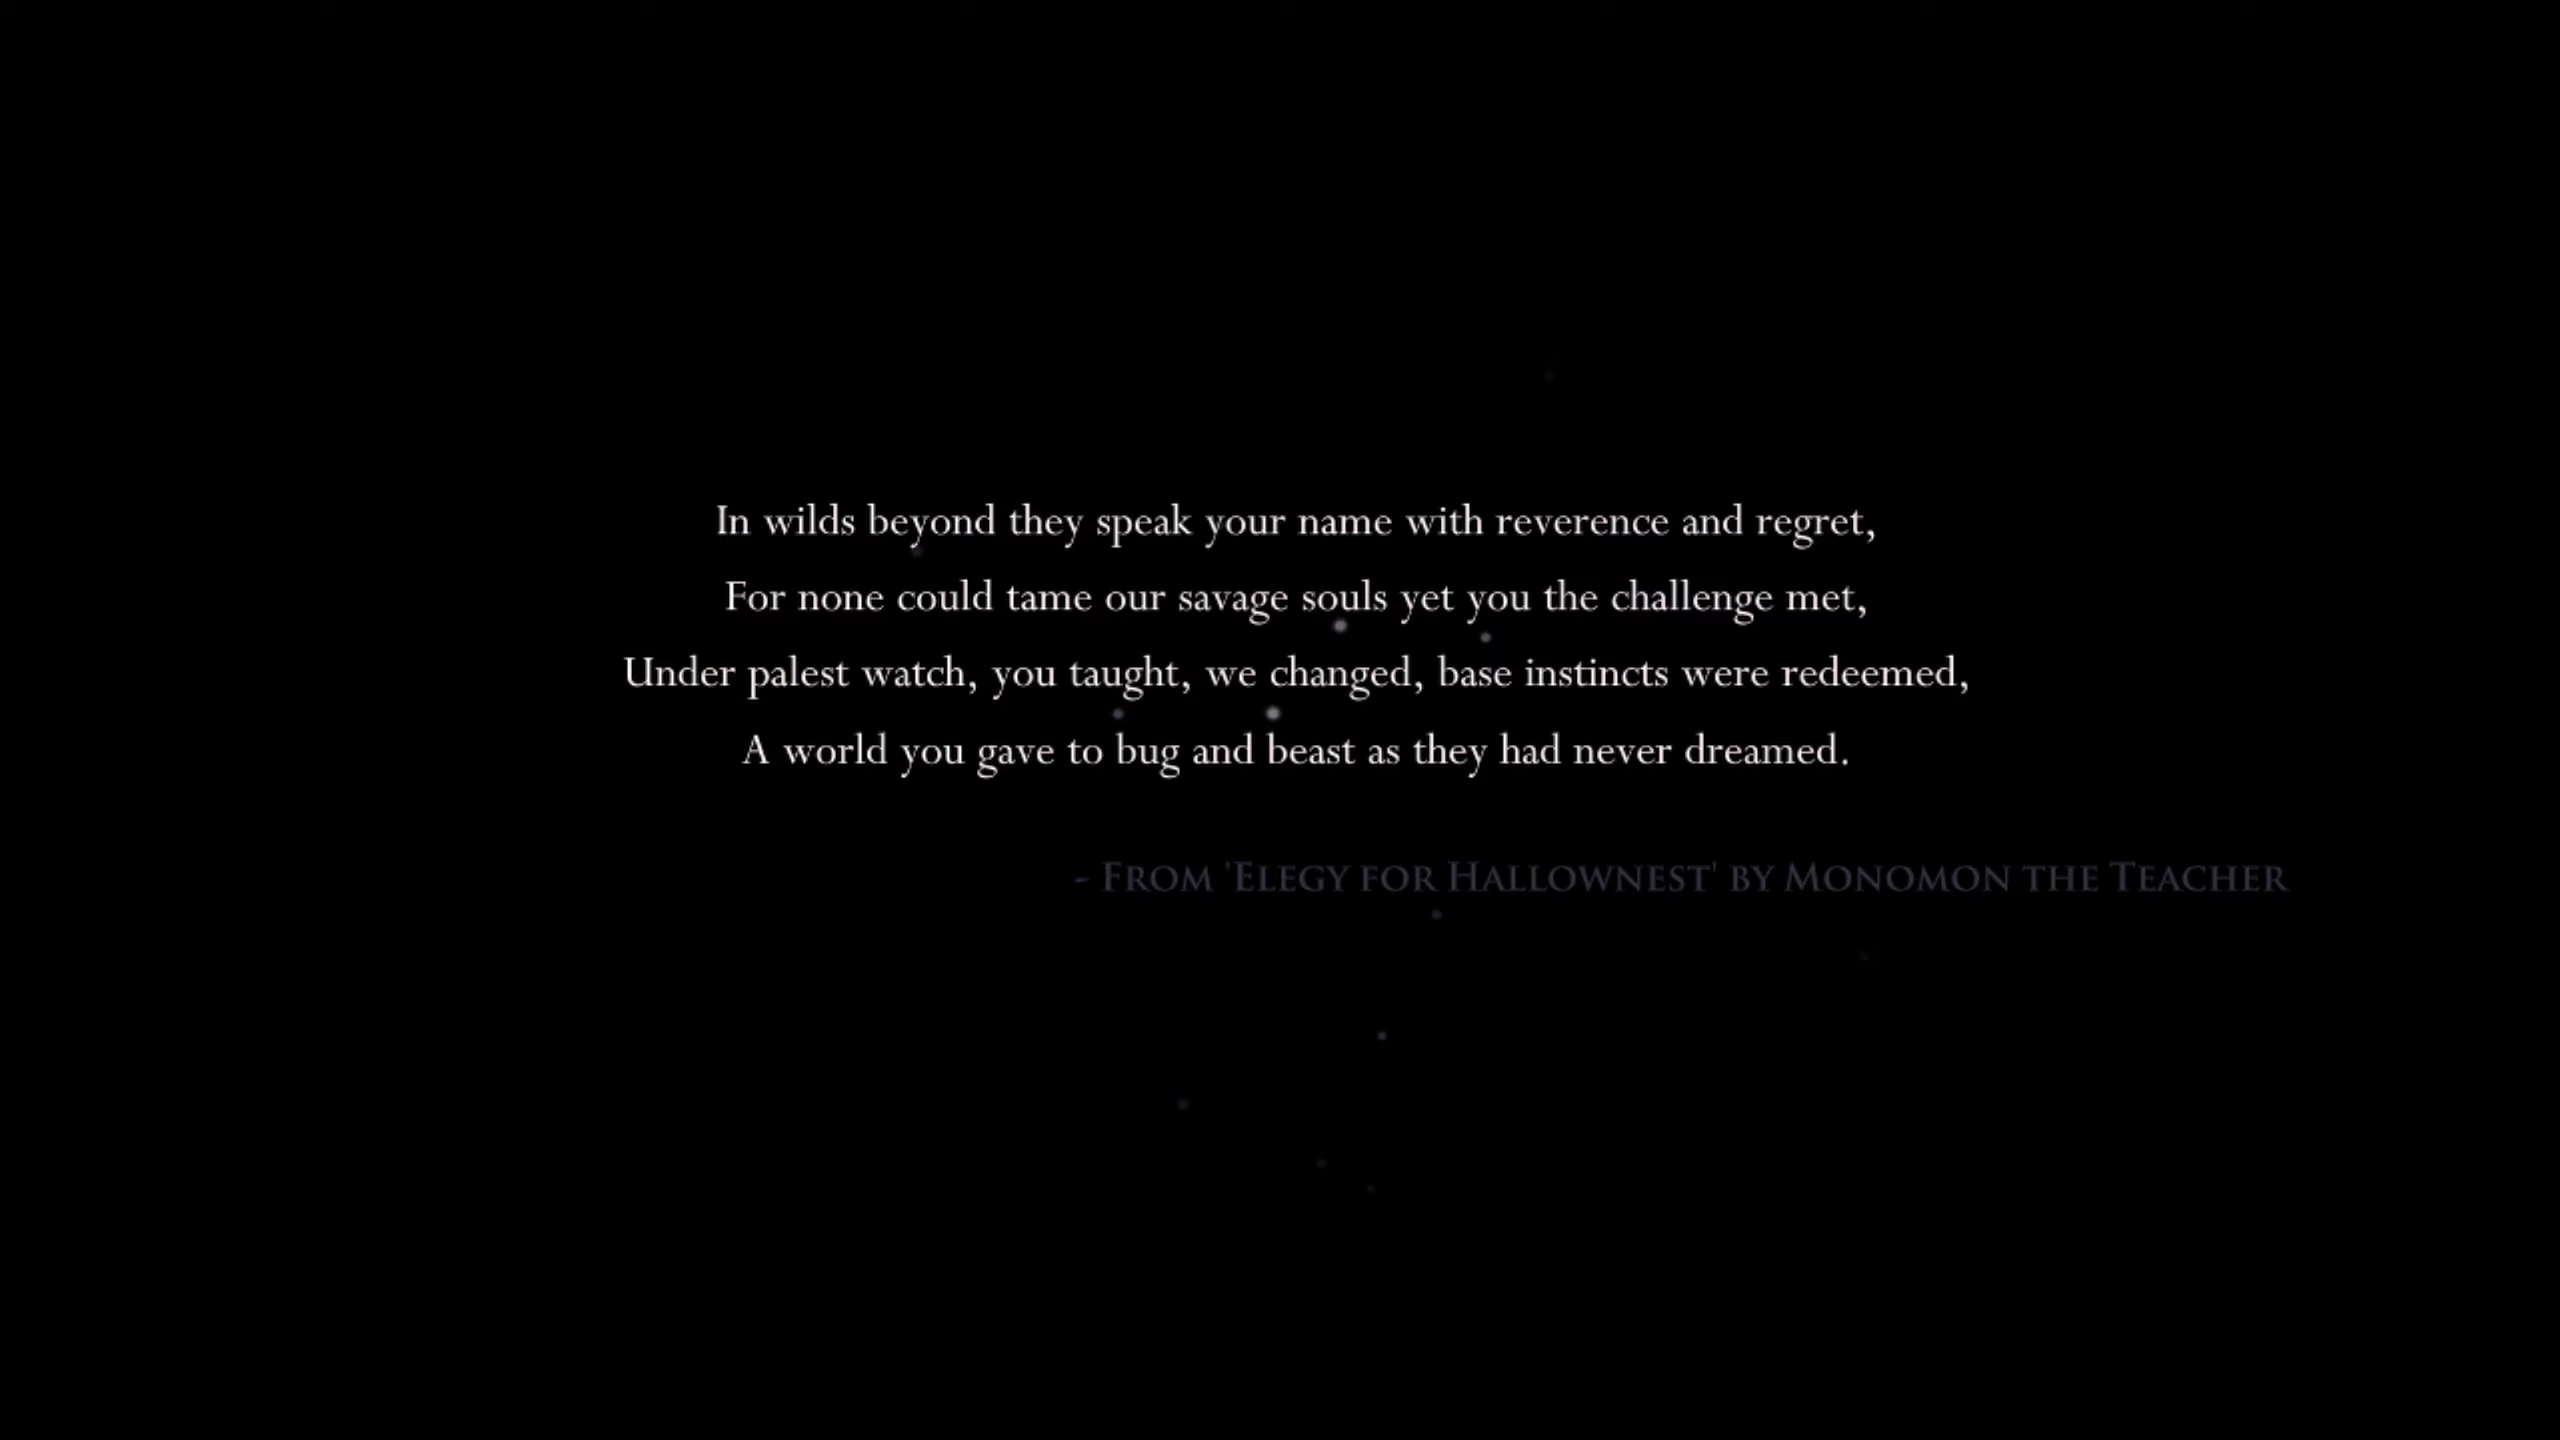 In wilds beyond they speak your name with reverence and regret,
For none could tame our savage souls yet you the challenge met,
Under palest watch, you taught, we changed, base instincts were redeemed,
A world you gave to bug and beast as they had never dreamed.
- From 'Elegy for Hallownest' by Monomon the Teacher